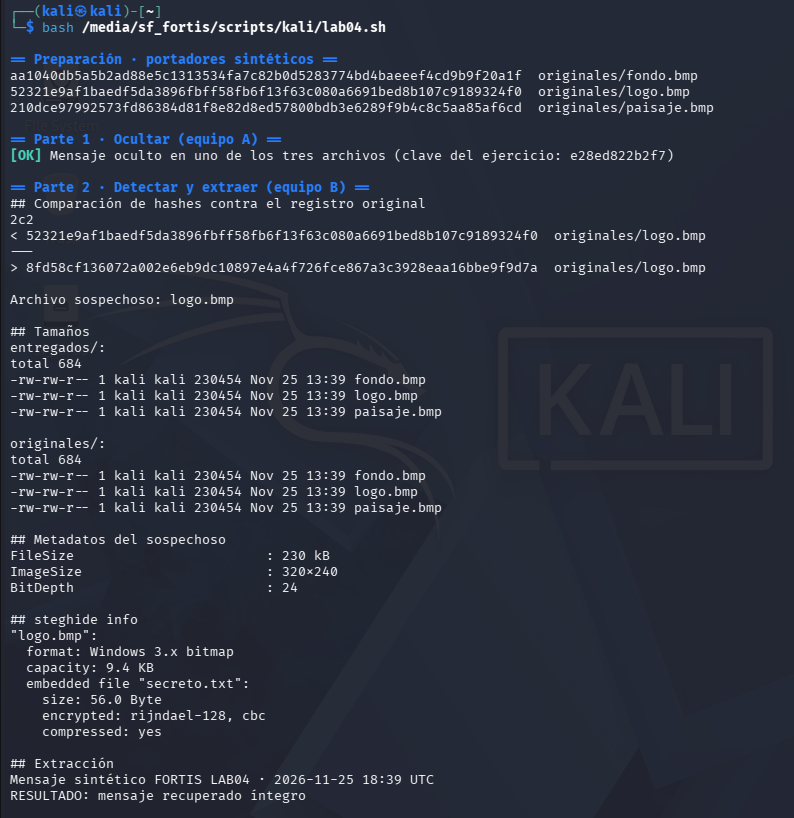 ┌──(kali㉿kali)-[~]
└─$ bash /media/sf_fortis/scripts/kali/lab04.sh

== Preparación · portadores sintéticos ==
aa1040db5a5b2ad88e5c1313534fa7c82b0d5283774bd4baeeef4cd9b9f20a1f  originales/fondo.bmp
52321e9af1baedf5da3896fbff58fb6f13f63c080a6691bed8b107c9189324f0  originales/logo.bmp
210dce97992573fd86384d81f8e82d8ed57800bdb3e6289f9b4c8c5aa85af6cd  originales/paisaje.bmp

== Parte 1 · Ocultar (equipo A) ==
[OK] Mensaje oculto en uno de los tres archivos (clave del ejercicio: e28ed822b2f7)

== Parte 2 · Detectar y extraer (equipo B) ==
## Comparación de hashes contra el registro original
2c2
< 52321e9af1baedf5da3896fbff58fb6f13f63c080a6691bed8b107c9189324f0  originales/logo.bmp
---
> 8fd58cf136072a002e6eb9dc10897e4a4f726fce867a3c3928eaa16bbe9f9d7a  originales/logo.bmp

Archivo sospechoso: logo.bmp

## Tamaños
entregados/:
total 684
-rw-rw-r-- 1 kali kali 230454 Nov 25 13:39 fondo.bmp
-rw-rw-r-- 1 kali kali 230454 Nov 25 13:39 logo.bmp
-rw-rw-r-- 1 kali kali 230454 Nov 25 13:39 paisaje.bmp

originales/:
total 684
-rw-rw-r-- 1 kali kali 230454 Nov 25 13:39 fondo.bmp
-rw-rw-r-- 1 kali kali 230454 Nov 25 13:39 logo.bmp
-rw-rw-r-- 1 kali kali 230454 Nov 25 13:39 paisaje.bmp

## Metadatos del sospechoso
FileSize                        : 230 kB
ImageSize                       : 320×240
BitDepth                        : 24

## steghide info
"logo.bmp":
  format: Windows 3.x bitmap
  capacity: 9.4 KB
  embedded file "secreto.txt":
    size: 56.0 Byte
    encrypted: rijndael-128, cbc
    compressed: yes

## Extracción
Mensaje sintético FORTIS LAB04 · 2026-11-25 18:39 UTC
RESULTADO: mensaje recuperado íntegro
KALI